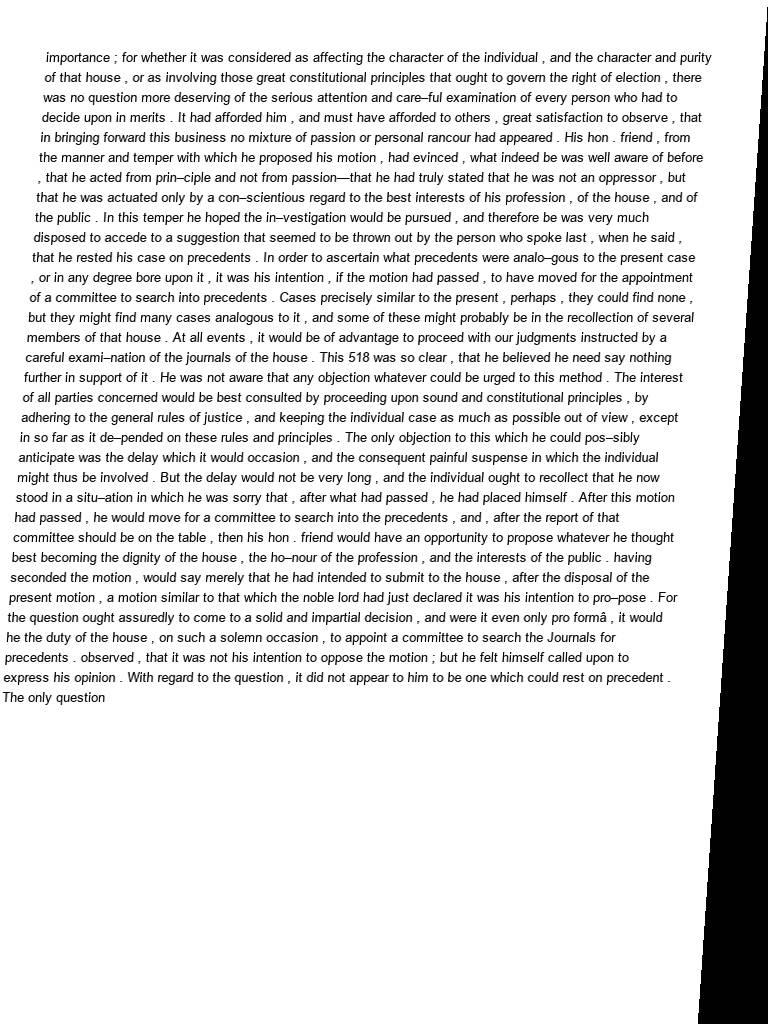 importance ; for whether it was considered as affecting the character of the individual , and the character and purity
of that house , or as involving those great constitutional principles that ought to govern the right of election , there
was no question more deserving of the serious attention and care–ful examination of every person who had to
decide upon in merits . It had afforded him , and must have afforded to others , great satisfaction to observe , that
in bringing forward this business no mixture of passion or personal rancour had appeared . His hon . friend , from
the manner and temper with which he proposed his motion , had evinced , what indeed be was well aware of before
, that he acted from prin–ciple and not from passion—that he had truly stated that he was not an oppressor , but
that he was actuated only by a con–scientious regard to the best interests of his profession , of the house , and of
the public . In this temper he hoped the in–vestigation would be pursued , and therefore be was very much
disposed to accede to a suggestion that seemed to be thrown out by the person who spoke last , when he said ,
that he rested his case on precedents . In order to ascertain what precedents were analo–gous to the present case
, or in any degree bore upon it , it was his intention , if the motion had passed , to have moved for the appointment
of a committee to search into precedents . Cases precisely similar to the present , perhaps , they could find none ,
but they might find many cases analogous to it , and some of these might probably be in the recollection of several
members of that house . At all events , it would be of advantage to proceed with our judgments instructed by a
careful exami–nation of the journals of the house . This 518 was so clear , that he believed he need say nothing
further in support of it . He was not aware that any objection whatever could be urged to this method . The interest
of all parties concerned would be best consulted by proceeding upon sound and constitutional principles , by
adhering to the general rules of justice , and keeping the individual case as much as possible out of view , except
in so far as it de–pended on these rules and principles . The only objection to this which he could pos–sibly
anticipate was the delay which it would occasion , and the consequent painful suspense in which the individual
might thus be involved . But the delay would not be very long , and the individual ought to recollect that he now
stood in a situ–ation in which he was sorry that , after what had passed , he had placed himself . After this motion
had passed , he would move for a committee to search into the precedents , and , after the report of that
committee should be on the table , then his hon . friend would have an opportunity to propose whatever he thought
best becoming the dignity of the house , the ho–nour of the profession , and the interests of the public . having
seconded the motion , would say merely that he had intended to submit to the house , after the disposal of the
present motion , a motion similar to that which the noble lord had just declared it was his intention to pro–pose . For
the question ought assuredly to come to a solid and impartial decision , and were it even only pro formâ , it would
he the duty of the house , on such a solemn occasion , to appoint a committee to search the Journals for
precedents . observed , that it was not his intention to oppose the motion ; but he felt himself called upon to
express his opinion . With regard to the question , it did not appear to him to be one which could rest on precedent .
The only question